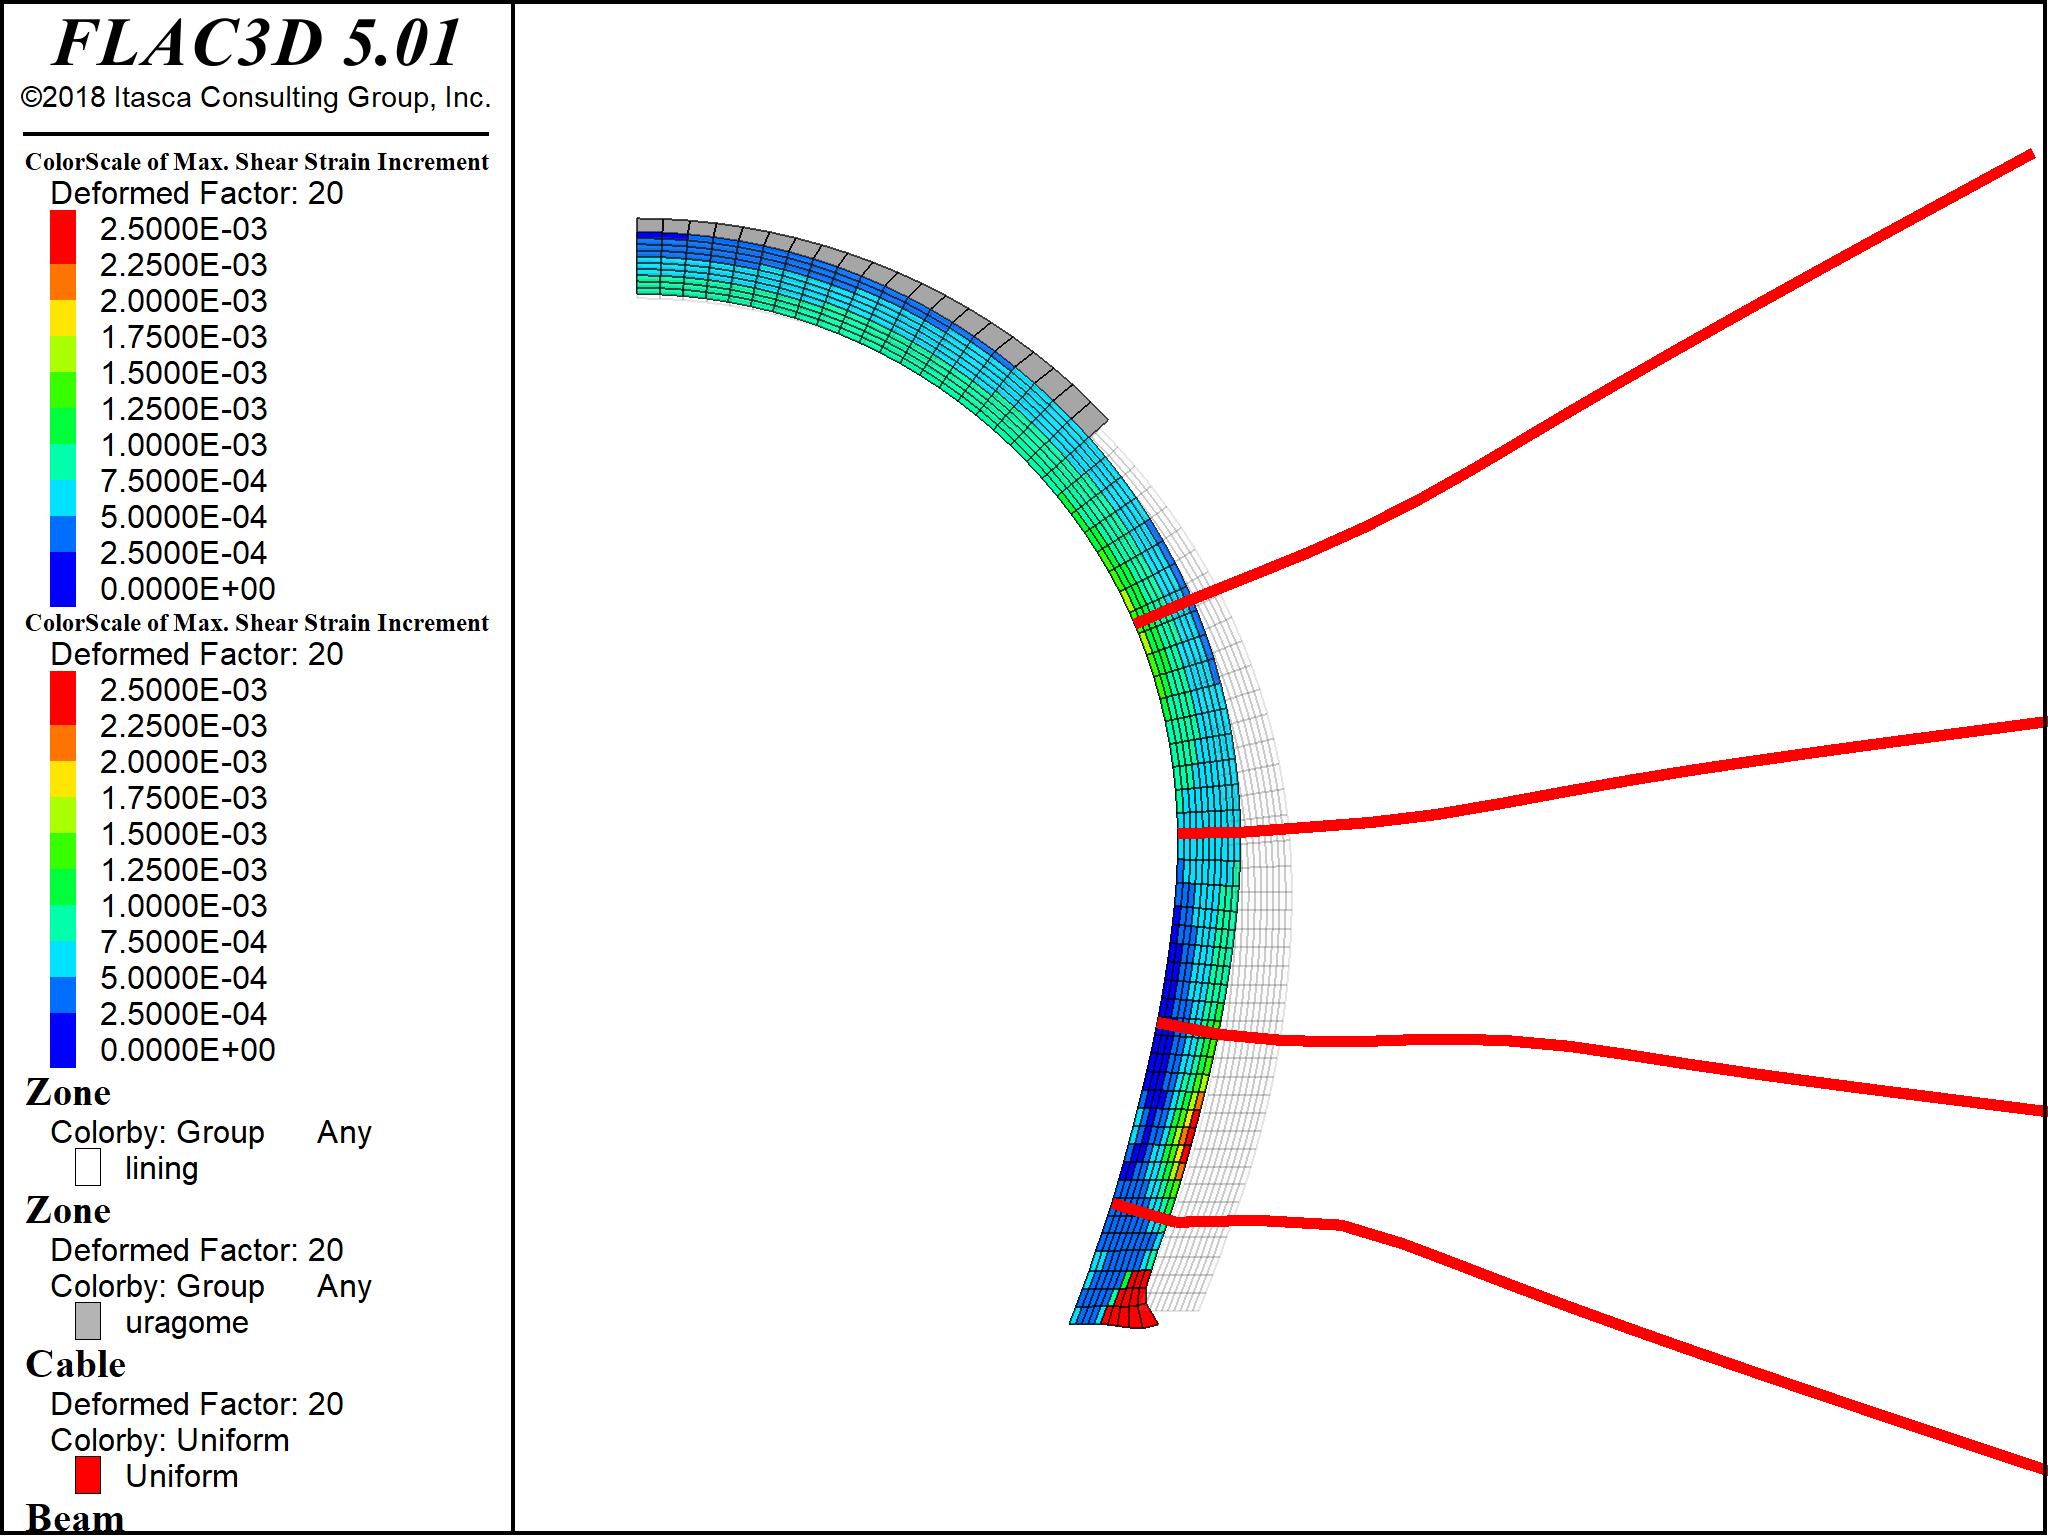 FLAC3D 5.01
©2018 Itasca Consulting Group, Inc.
ColorScale of Max. Shear Strain Increment
Deformed Factor: 20
2.5000E-03
2.2500E-03
2.0000E-03
1.7500E-03
1.5000E-03
1.2500E-03
1.0000E-03
7.5000E-04
5.0000E-04
2.5000E-04
0.0000E+00
ColorScale of Max. Shear Strain Increment
Deformed Factor: 20
2.5000E-03
2.2500E-03
2.0000E-03
1.7500E-03
1.5000E-03
1.2500E-03
1.0000E-03
7.5000E-04
5.0000E-04
2.5000E-04
0.0000E+00
Zone
Colorby: Group Any
lining
Zone
Deformed Factor: 20
Colorby: Group Any
uragome
Cable
Deformed Factor: 20
Colorby: Uniform
Uniform
Beam